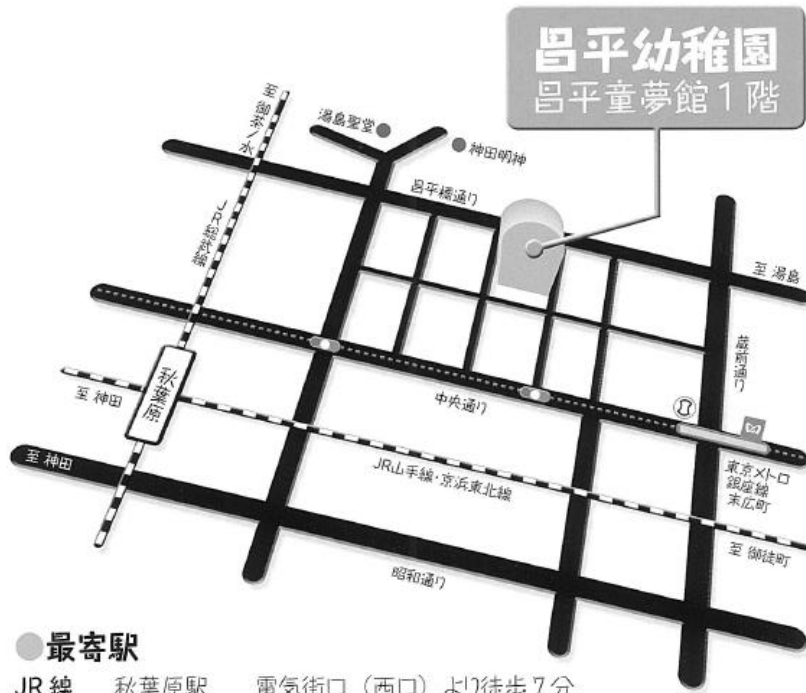 昌平幼稚園
昌平童夢館1階
至 御茶ノ水
湯島聖堂
神田明神
昌平橋通り
JR総武線
至 湯島
蔵前通り
秋葉原
至 神田
中央通り
至 神田
JR山手線・京浜東北線
東京メトロ
銀座線
末広町
至 御徒町
昭和通り
●最寄駅
JR線 秋葉原駅 電気街口（西口）より徒歩7分